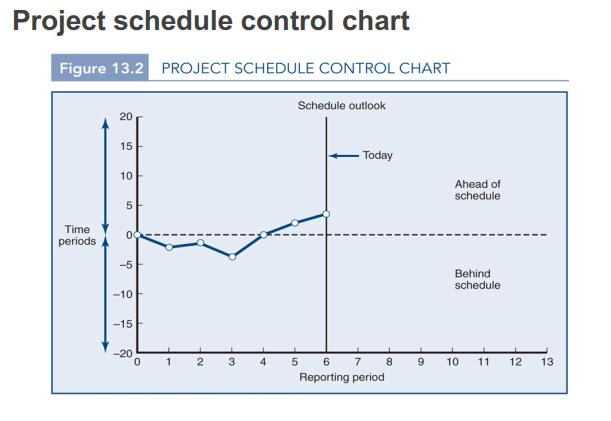 Project schedule control chart
Figure 13.2 PROJECT SCHEDULE CONTROL CHART
Schedule outlook
20
15
Today
10
Ahead of
schedule
5
Time
periods
0
−5
Behind
schedule
−10
−15
−20
0 1 2 3 4 5 6 7 8 9 10 11 12 13
Reporting period